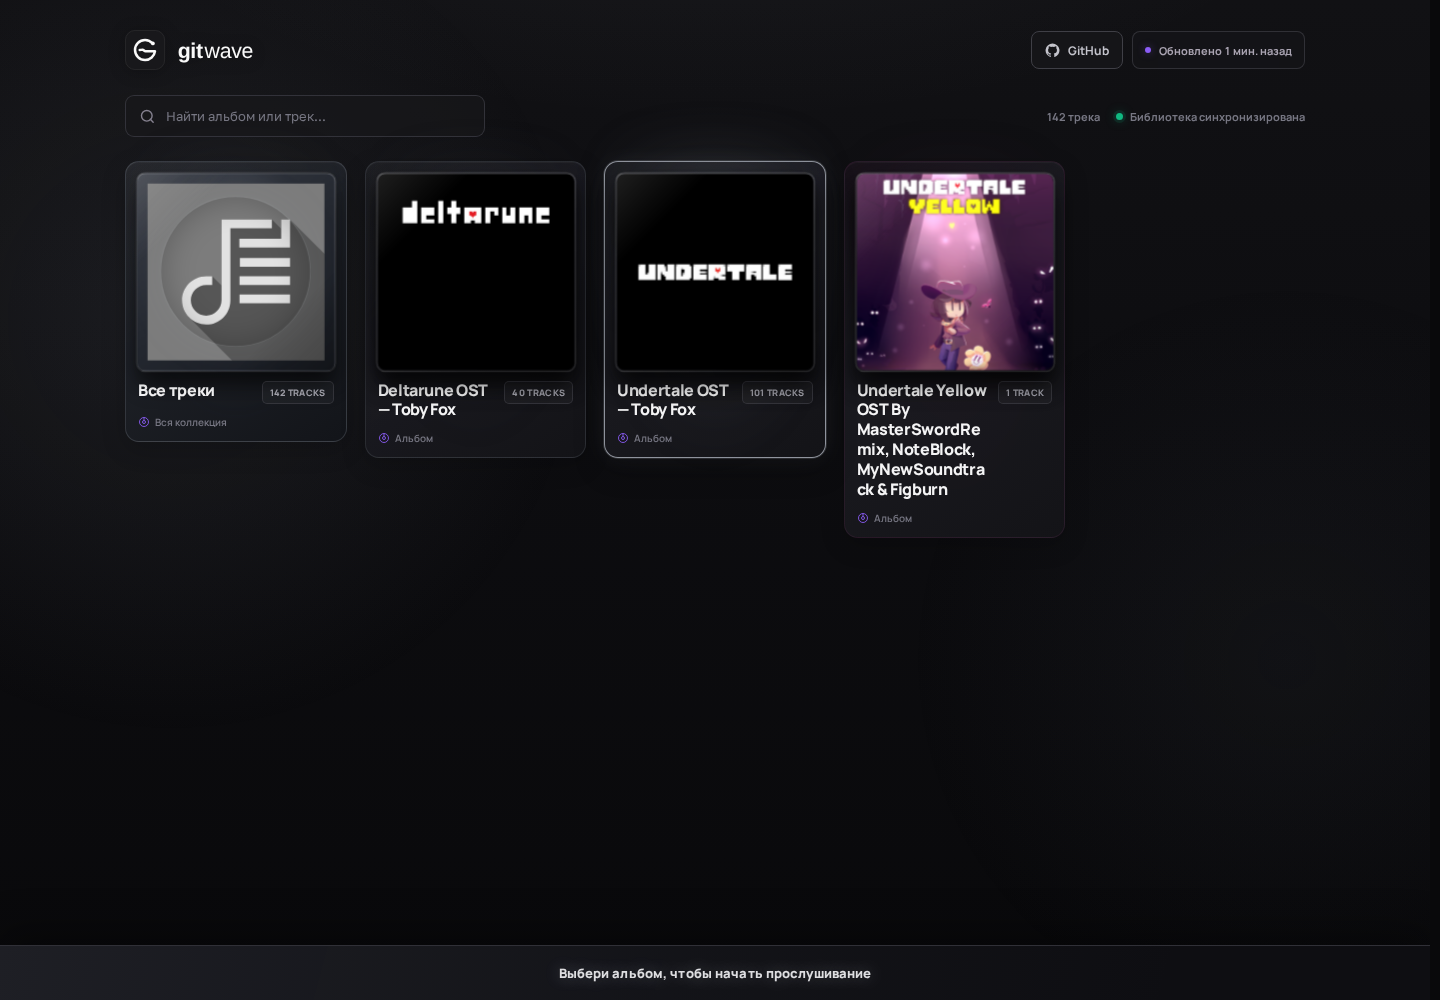 gitwave
GitHub
Обновлено 1 мин. назад
Найти альбом или трек...
142 трека
Библиотека синхронизирована
deltarune
UNDERTALE
UNDERTALE
YELLOW
Все треки
142 TRACKS
Вся коллекция
Deltarune OST
— Toby Fox
40 TRACKS
Альбом
Undertale OST
— Toby Fox
101 TRACKS
Альбом
Undertale Yellow
OST By
MasterSwordRe
mix, NoteBlock,
MyNewSoundtra
ck & Figburn
1 TRACK
Альбом
Выбери альбом, чтобы начать прослушивание